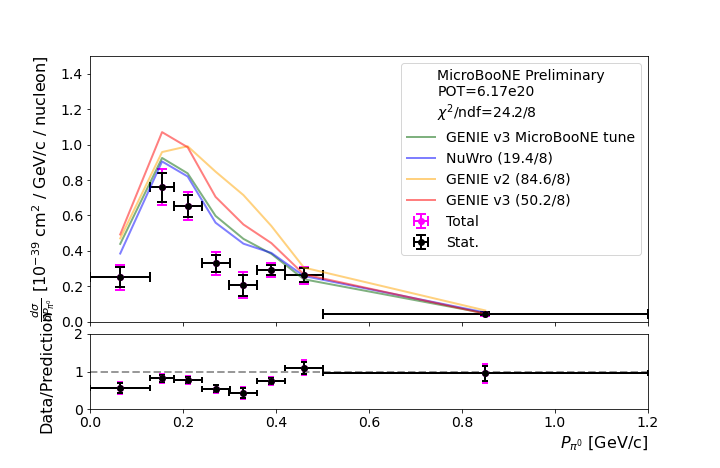 MicroBooNE Preliminary
POT=6.17e20
χ²/ndf=24.2/8
GENIE v3 MicroBooNE tune
NuWro (19.4/8)
GENIE v2 (84.6/8)
GENIE v3 (50.2/8)
Total
Stat.
dσ/dp_π⁰ [10⁻³⁹ cm² / GeV/c / nucleon]
1.4
1.2
1.0
0.8
0.6
0.4
0.2
0.0
Data/Prediction
2
1
0
0.0 0.2 0.4 0.6 0.8 1.0 1.2
P_π⁰ [GeV/c]